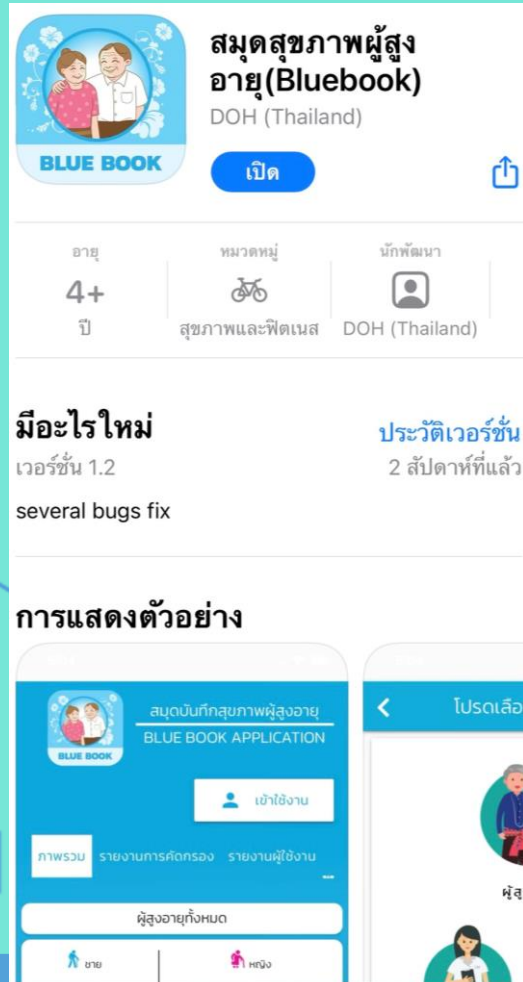 สมุดสุขภาพผู้สูง
อายุ(Bluebook)
DOH (Thailand)
BLUE BOOK
เปิด
อายุ
หมวดหมู่
นักพัฒนา
4+
ปี
สุขภาพและฟิตเนส
DOH (Thailand)
มีอะไรใหม่
ประวัติเวอร์ชั่น
เวอร์ชั่น 1.2
2 สัปดาห์ที่แล้ว
several bugs fix
การแสดงตัวอย่าง
สมุดบันทึกสุขภาพผู้สูงอายุ
BLUE BOOK APPLICATION
BLUE BOOK
เข้าใช้งาน
ภาพรวม
รายงานการคัดกรอง
รายงานผู้ใช้งาน
ผู้สูงอายุทั้งหมด
ชาย
หญิง
โปรดเลือ
ผู้สู